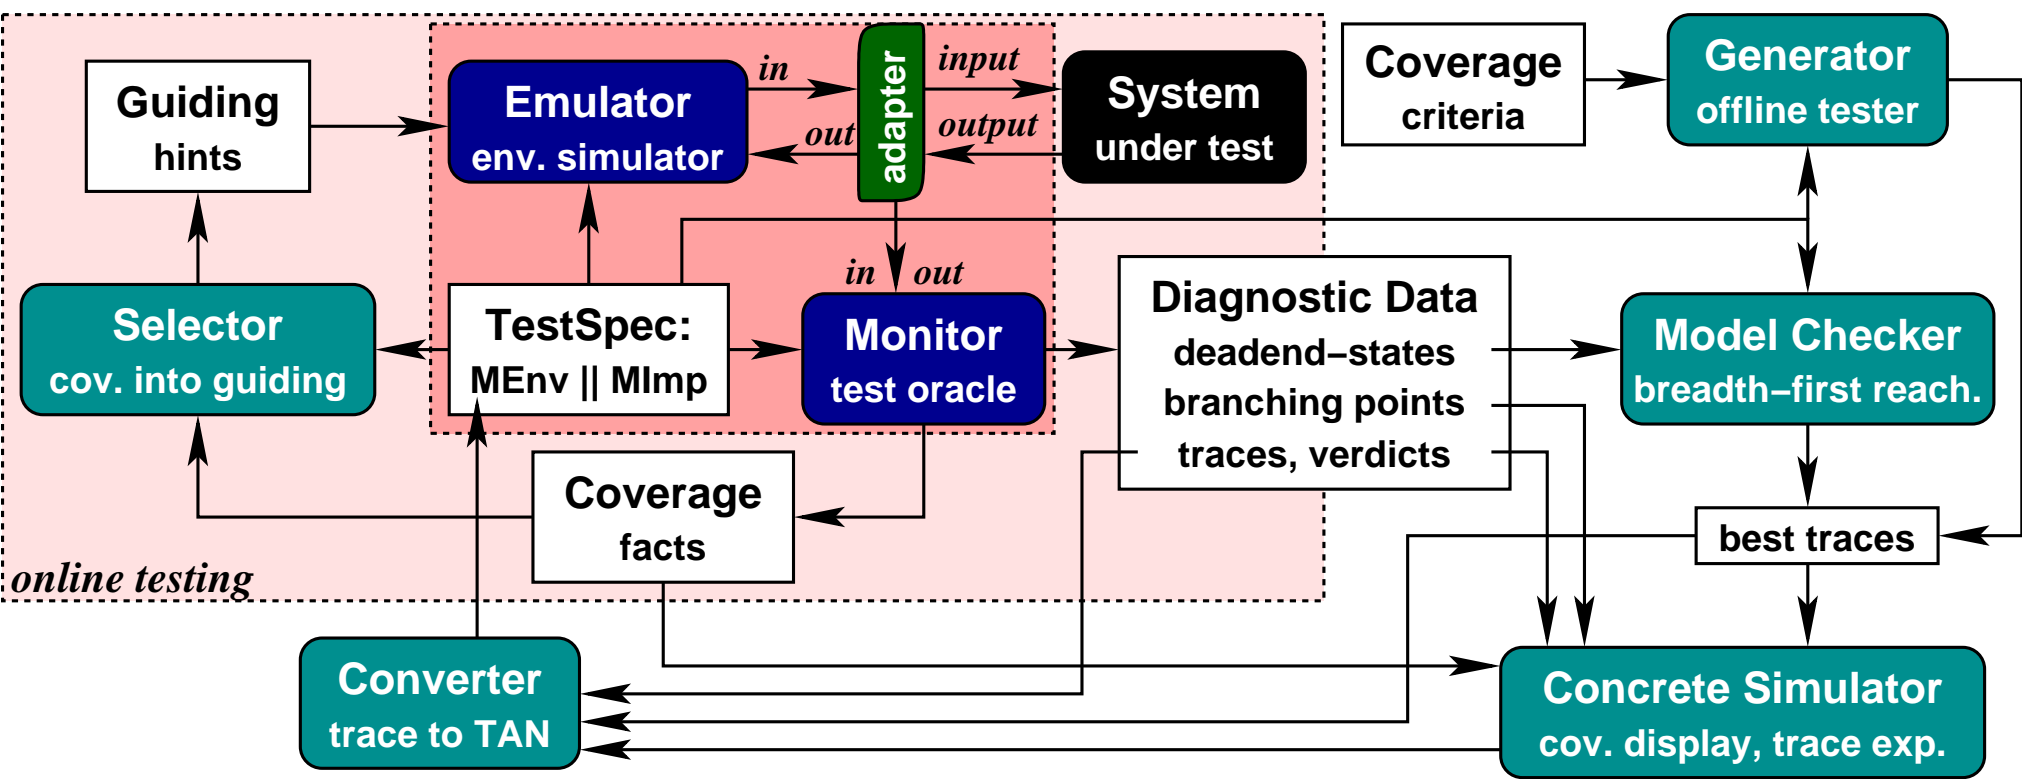 Guiding
hints
Emulator
env. simulator
in
out
adapter
input
output
System
under test
Coverage
criteria
Generator
offline tester
Selector
cov. into guiding
TestSpec:
MEnv || MImp
in out
Monitor
test oracle
Diagnostic Data
deadend–states
branching points
traces, verdicts
Model Checker
breadth–first reach.
Coverage
facts
best traces
online testing
Converter
trace to TAN
Concrete Simulator
cov. display, trace exp.